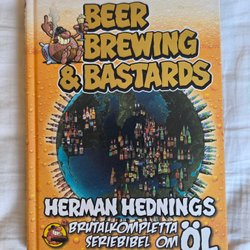 BEER
BREWING
& BASTARDS
HERMAN HEDNINGS
BRUTALKOMPLETTA
SERIEBIBEL OM
ÖL